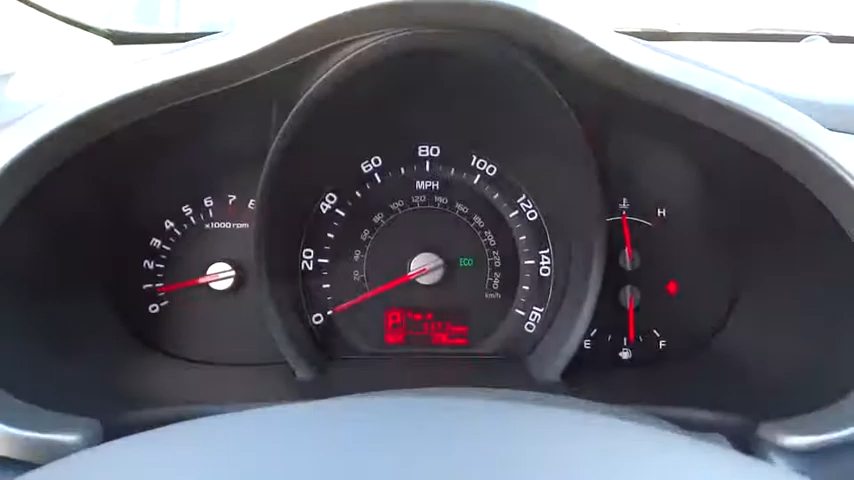 0 1 2 3 4 5 6 7
x1000 rpm
0 20 40 60 80 100 120 140 160
MPH
20 40 60 80 100 120 140 160 180 200 220 240
km/h
ECO
P
H
E F